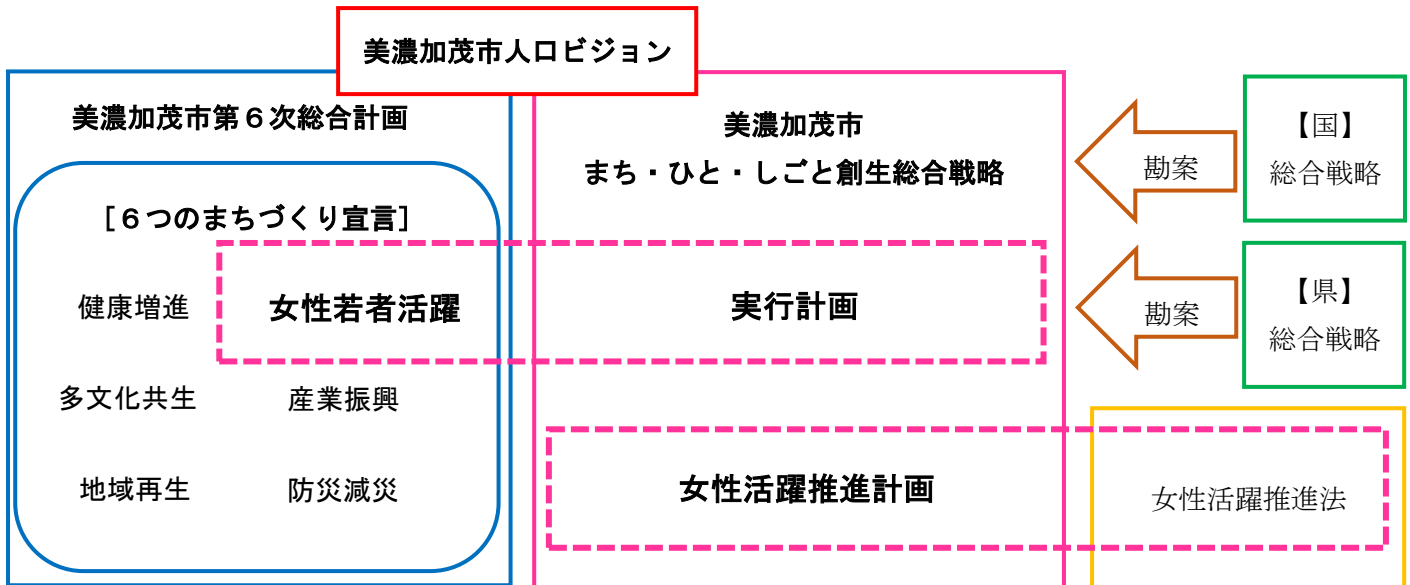 美濃加茂市人口ビジョン
美濃加茂市第６次総合計画
［６つのまちづくり宣言］
健康増進
女性若者活躍
多文化共生
産業振興
地域再生
防災減災
美濃加茂市
まち・ひと・しごと創生総合戦略
実行計画
女性活躍推進計画
勘案
【国】
総合戦略
勘案
【県】
総合戦略
女性活躍推進法